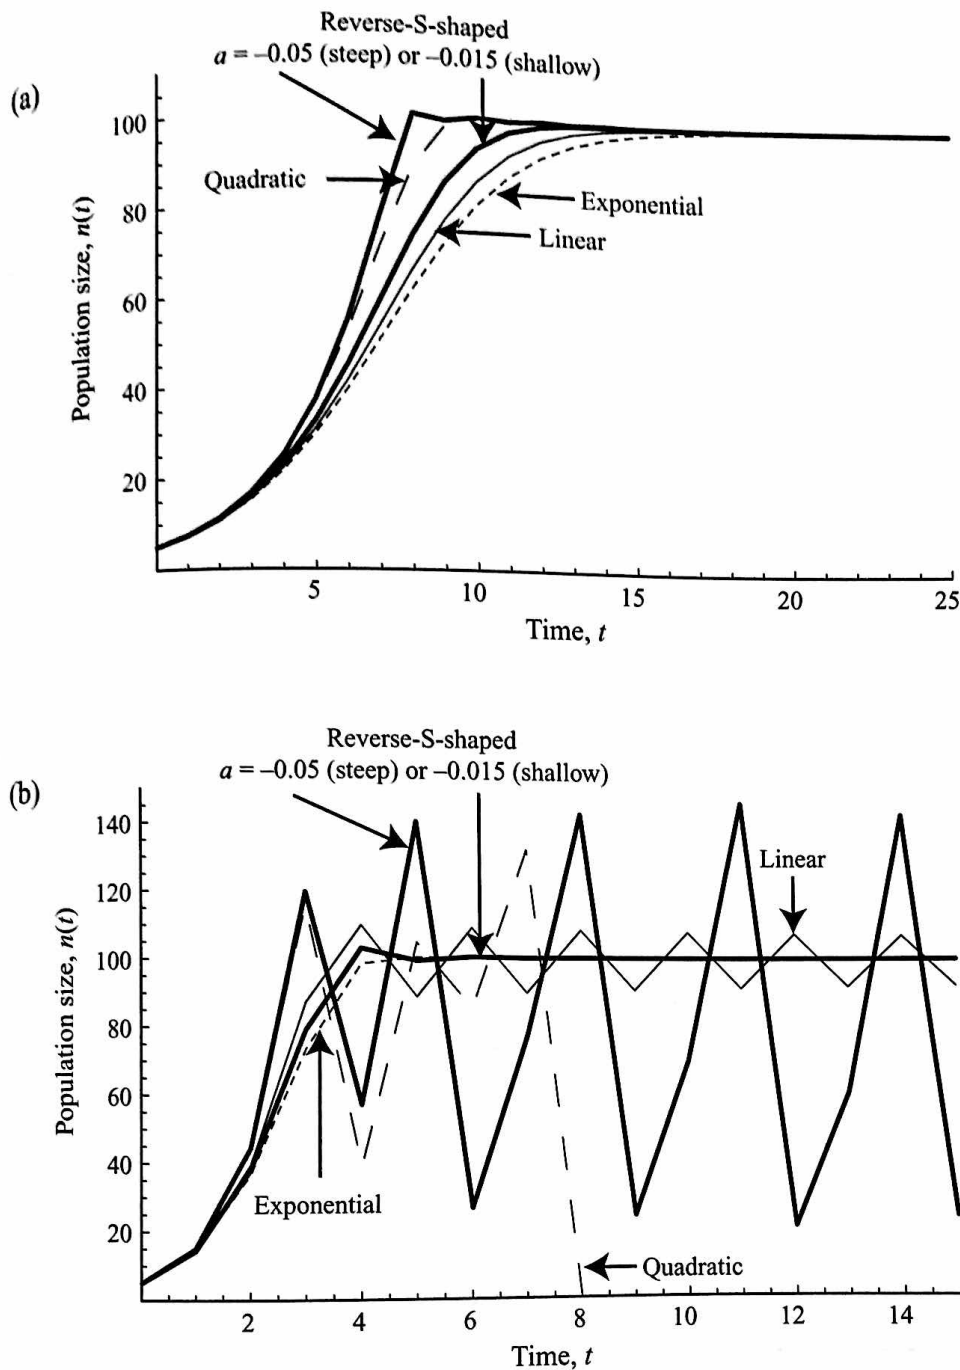 Reverse-S-shaped
a = –0.05 (steep) or –0.015 (shallow)
(a)
100
80
60
40
20
Population size, n(t)
Quadratic
Exponential
Linear
5
10
15
20
25
Time, t
Reverse-S-shaped
a = –0.05 (steep) or –0.015 (shallow)
(b)
140
120
100
80
60
40
20
Population size, n(t)
Linear
Exponential
Quadratic
2
4
6
8
10
12
14
Time, t